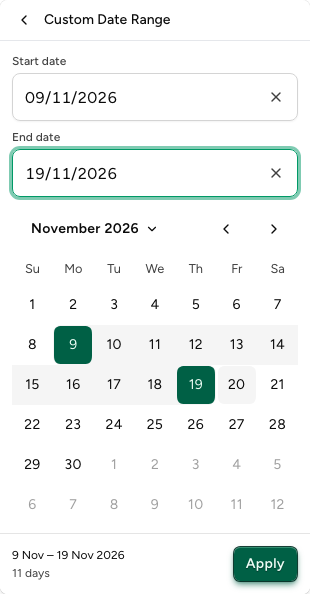 Custom Date Range
Start date
09/11/2026
End date
19/11/2026
November 2026
Su Mo Tu We Th Fr Sa
1 2 3 4 5 6 7
8 9 10 11 12 13 14
15 16 17 18 19 20 21
22 23 24 25 26 27 28
29 30 1 2 3 4 5
6 7 8 9 10 11 12
9 Nov – 19 Nov 2026
11 days
Apply